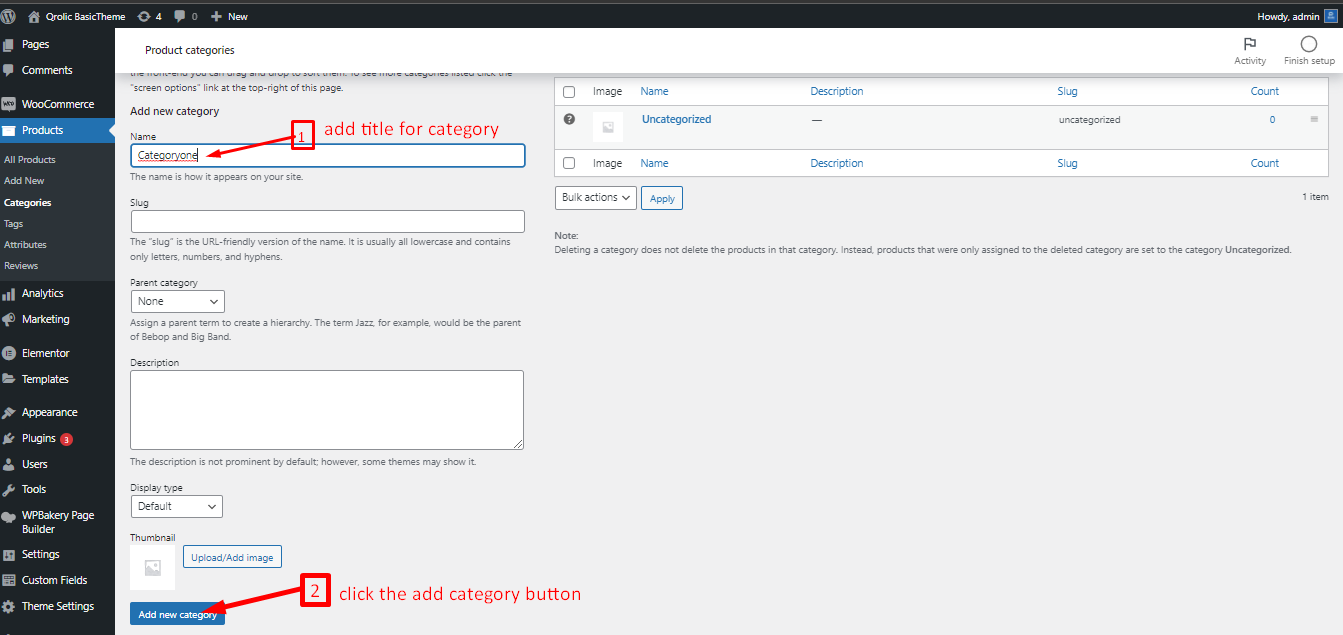 Qrolic BasicTheme 4 0 New Howdy, admin
Pages
Comments
WooCommerce
Products
All Products
Add New
Categories
Tags
Attributes
Reviews
Analytics
Marketing
Elementor
Templates
Appearance
Plugins 3
Users
Tools
WPBakery Page
Builder
Settings
Custom Fields
Theme Settings
Product categories
Activity
Finish setup
the front-end you can drag and drop to sort them. To see more categories listed click the
"screen options" link at the top-right of this page.
Add new category
Name
1 add title for category
Categoryone
The name is how it appears on your site.
Slug
The "slug" is the URL-friendly version of the name. It is usually all lowercase and contains
only letters, numbers, and hyphens.
Parent category
None
Assign a parent term to create a hierarchy. The term Jazz, for example, would be the parent
of Bebop and Big Band.
Description
The description is not prominent by default; however, some themes may show it.
Display type
Default
Thumbnail
Upload/Add image
2 click the add category button
Add new category
Image Name Description Slug Count
Uncategorized — uncategorized 0
Image Name Description Slug Count
Bulk actions Apply 1 item
Note:
Deleting a category does not delete the products in that category. Instead, products that were only assigned to the deleted category are set to the category Uncategorized.